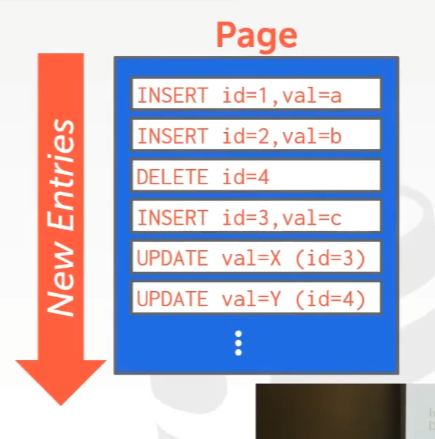 Page
New Entries
INSERT id=1,val=a
INSERT id=2,val=b
DELETE id=4
INSERT id=3,val=c
UPDATE val=X (id=3)
UPDATE val=Y (id=4)
⋮